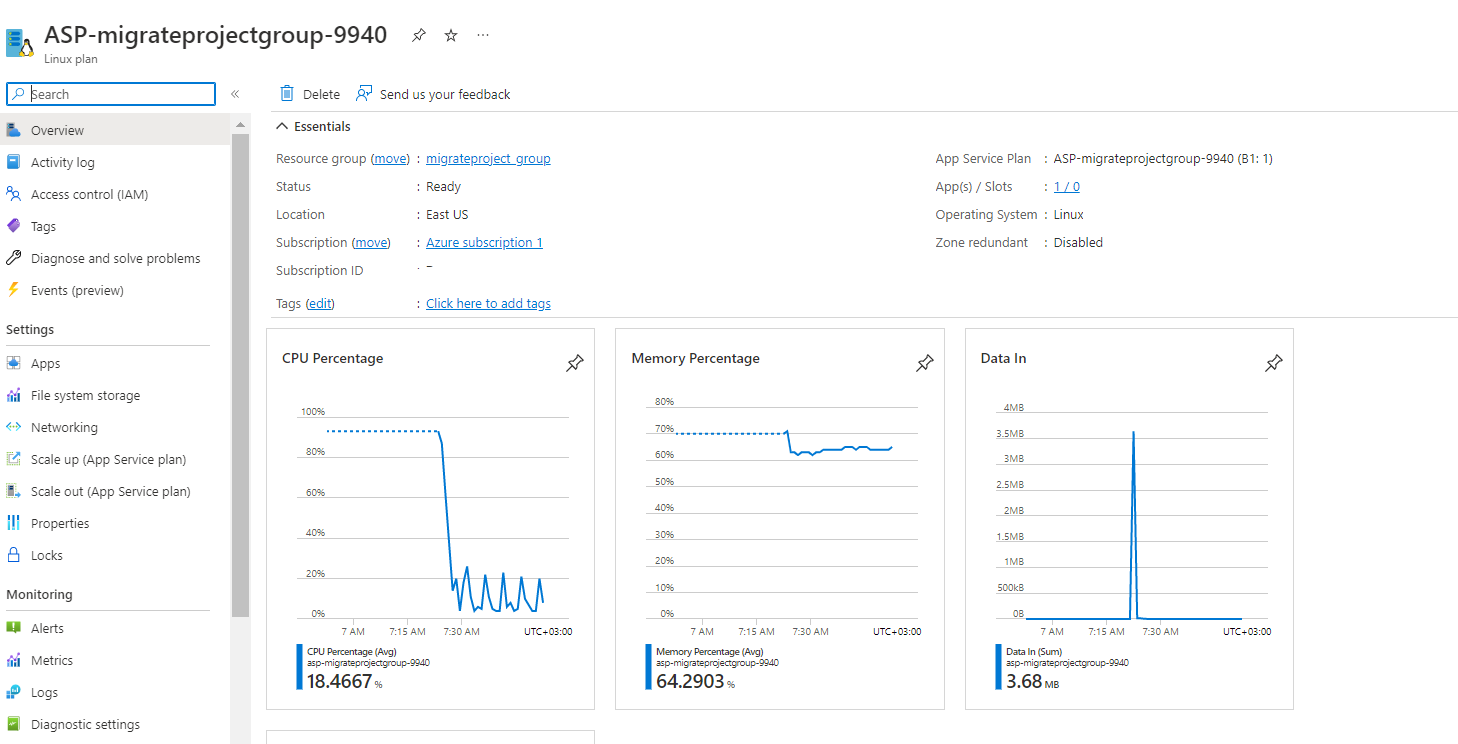 ASP-migrateprojectgroup-9940
Linux plan
Search
Delete
Send us your feedback
Overview
Activity log
Access control (IAM)
Tags
Diagnose and solve problems
Events (preview)
Settings
Apps
File system storage
Networking
Scale up (App Service plan)
Scale out (App Service plan)
Properties
Locks
Monitoring
Alerts
Metrics
Logs
Diagnostic settings
Essentials
Resource group (move) : migrateproject_group
Status : Ready
Location : East US
Subscription (move) : Azure subscription 1
Subscription ID
Tags (edit) : Click here to add tags
App Service Plan : ASP-migrateprojectgroup-9940 (B1: 1)
App(s) / Slots : 1 / 0
Operating System : Linux
Zone redundant : Disabled
CPU Percentage
100%
80%
60%
40%
20%
0%
7 AM 7:15 AM 7:30 AM UTC+03:00
CPU Percentage (Avg)
asp-migrateprojectgroup-9940
18.4667 %
Memory Percentage
80%
70%
60%
50%
40%
30%
20%
10%
0%
7 AM 7:15 AM 7:30 AM UTC+03:00
Memory Percentage (Avg)
asp-migrateprojectgroup-9940
64.2903 %
Data In
4MB
3.5MB
3MB
2.5MB
2MB
1.5MB
1MB
500kB
0B
7 AM 7:15 AM 7:30 AM UTC+03:00
Data In (Sum)
asp-migrateprojectgroup-9940
3.68 MB